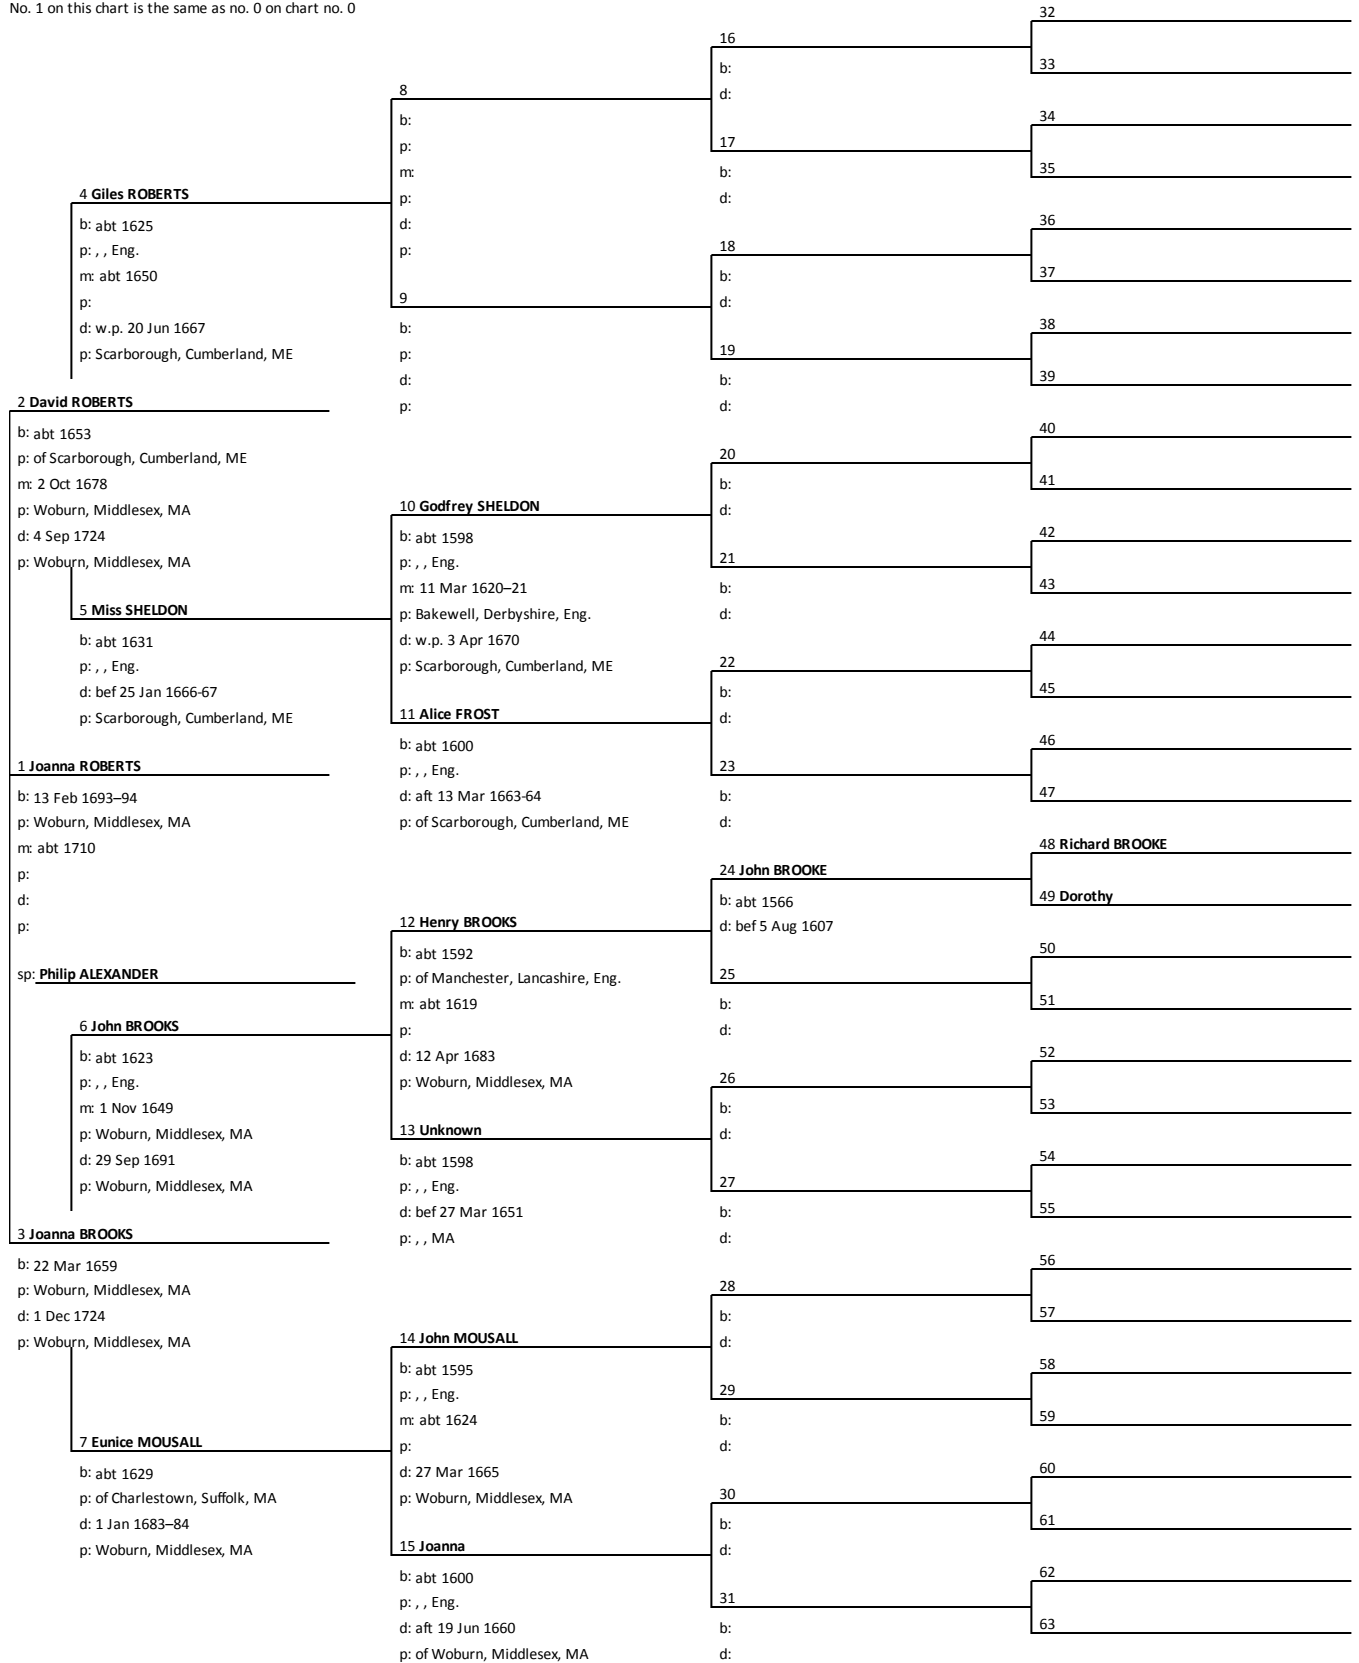 No. 1 on this chart is the same as no. 0 on chart no. 0
2 David ROBERTS
b: abt 1653
p: of Scarborough, Cumberland, ME
m: 2 Oct 1678
p: Woburn, Middlesex, MA
d: 4 Sep 1724
p: Woburn, Middlesex, MA
1 Joanna ROBERTS
b: 13 Feb 1693–94
p: Woburn, Middlesex, MA
m: abt 1710
p:
d:
p:
sp: Philip ALEXANDER
3 Joanna BROOKS
b: 22 Mar 1659
p: Woburn, Middlesex, MA
d: 1 Dec 1724
p: Woburn, Middlesex, MA
4 Giles ROBERTS
b: abt 1625
p: , , Eng.
m: abt 1650
p:
d: w.p. 20 Jun 1667
p: Scarborough, Cumberland, ME
5 Miss SHELDON
b: abt 1631
p: , , Eng.
d: bef 25 Jan 1666-67
p: Scarborough, Cumberland, ME
6 John BROOKS
b: abt 1623
p: , , Eng.
m: 1 Nov 1649
p: Woburn, Middlesex, MA
d: 29 Sep 1691
p: Woburn, Middlesex, MA
7 Eunice MOUSALL
b: abt 1629
p: of Charlestown, Suffolk, MA
d: 1 Jan 1683–84
p: Woburn, Middlesex, MA
8
b:
p:
m:
p:
d:
p:
9
b:
p:
d:
p:
10 Godfrey SHELDON
b: abt 1598
p: , , Eng.
m: 11 Mar 1620–21
p: Bakewell, Derbyshire, Eng.
d: w.p. 3 Apr 1670
p: Scarborough, Cumberland, ME
11 Alice FROST
b: abt 1600
p: , , Eng.
d: aft 13 Mar 1663-64
p: of Scarborough, Cumberland, ME
12 Henry BROOKS
b: abt 1592
p: of Manchester, Lancashire, Eng.
m: abt 1619
p:
d: 12 Apr 1683
p: Woburn, Middlesex, MA
13 Unknown
b: abt 1598
p: , , Eng.
d: bef 27 Mar 1651
p: , , MA
14 John MOUSALL
b: abt 1595
p: , , Eng.
m: abt 1624
p:
d: 27 Mar 1665
p: Woburn, Middlesex, MA
15 Joanna
b: abt 1600
p: , , Eng.
d: aft 19 Jun 1660
p: of Woburn, Middlesex, MA
16
b:
d:
17
b:
d:
18
b:
d:
19
b:
d:
20
b:
d:
21
b:
d:
22
b:
d:
23
b:
d:
24 John BROOKE
b: abt 1566
d: bef 5 Aug 1607
25
b:
d:
26
b:
d:
27
b:
d:
28
b:
d:
29
b:
d:
30
b:
d:
31
b:
d:
32
33
34
35
36
37
38
39
40
41
42
43
44
45
46
47
48 Richard BROOKE
49 Dorothy
50
51
52
53
54
55
56
57
58
59
60
61
62
63